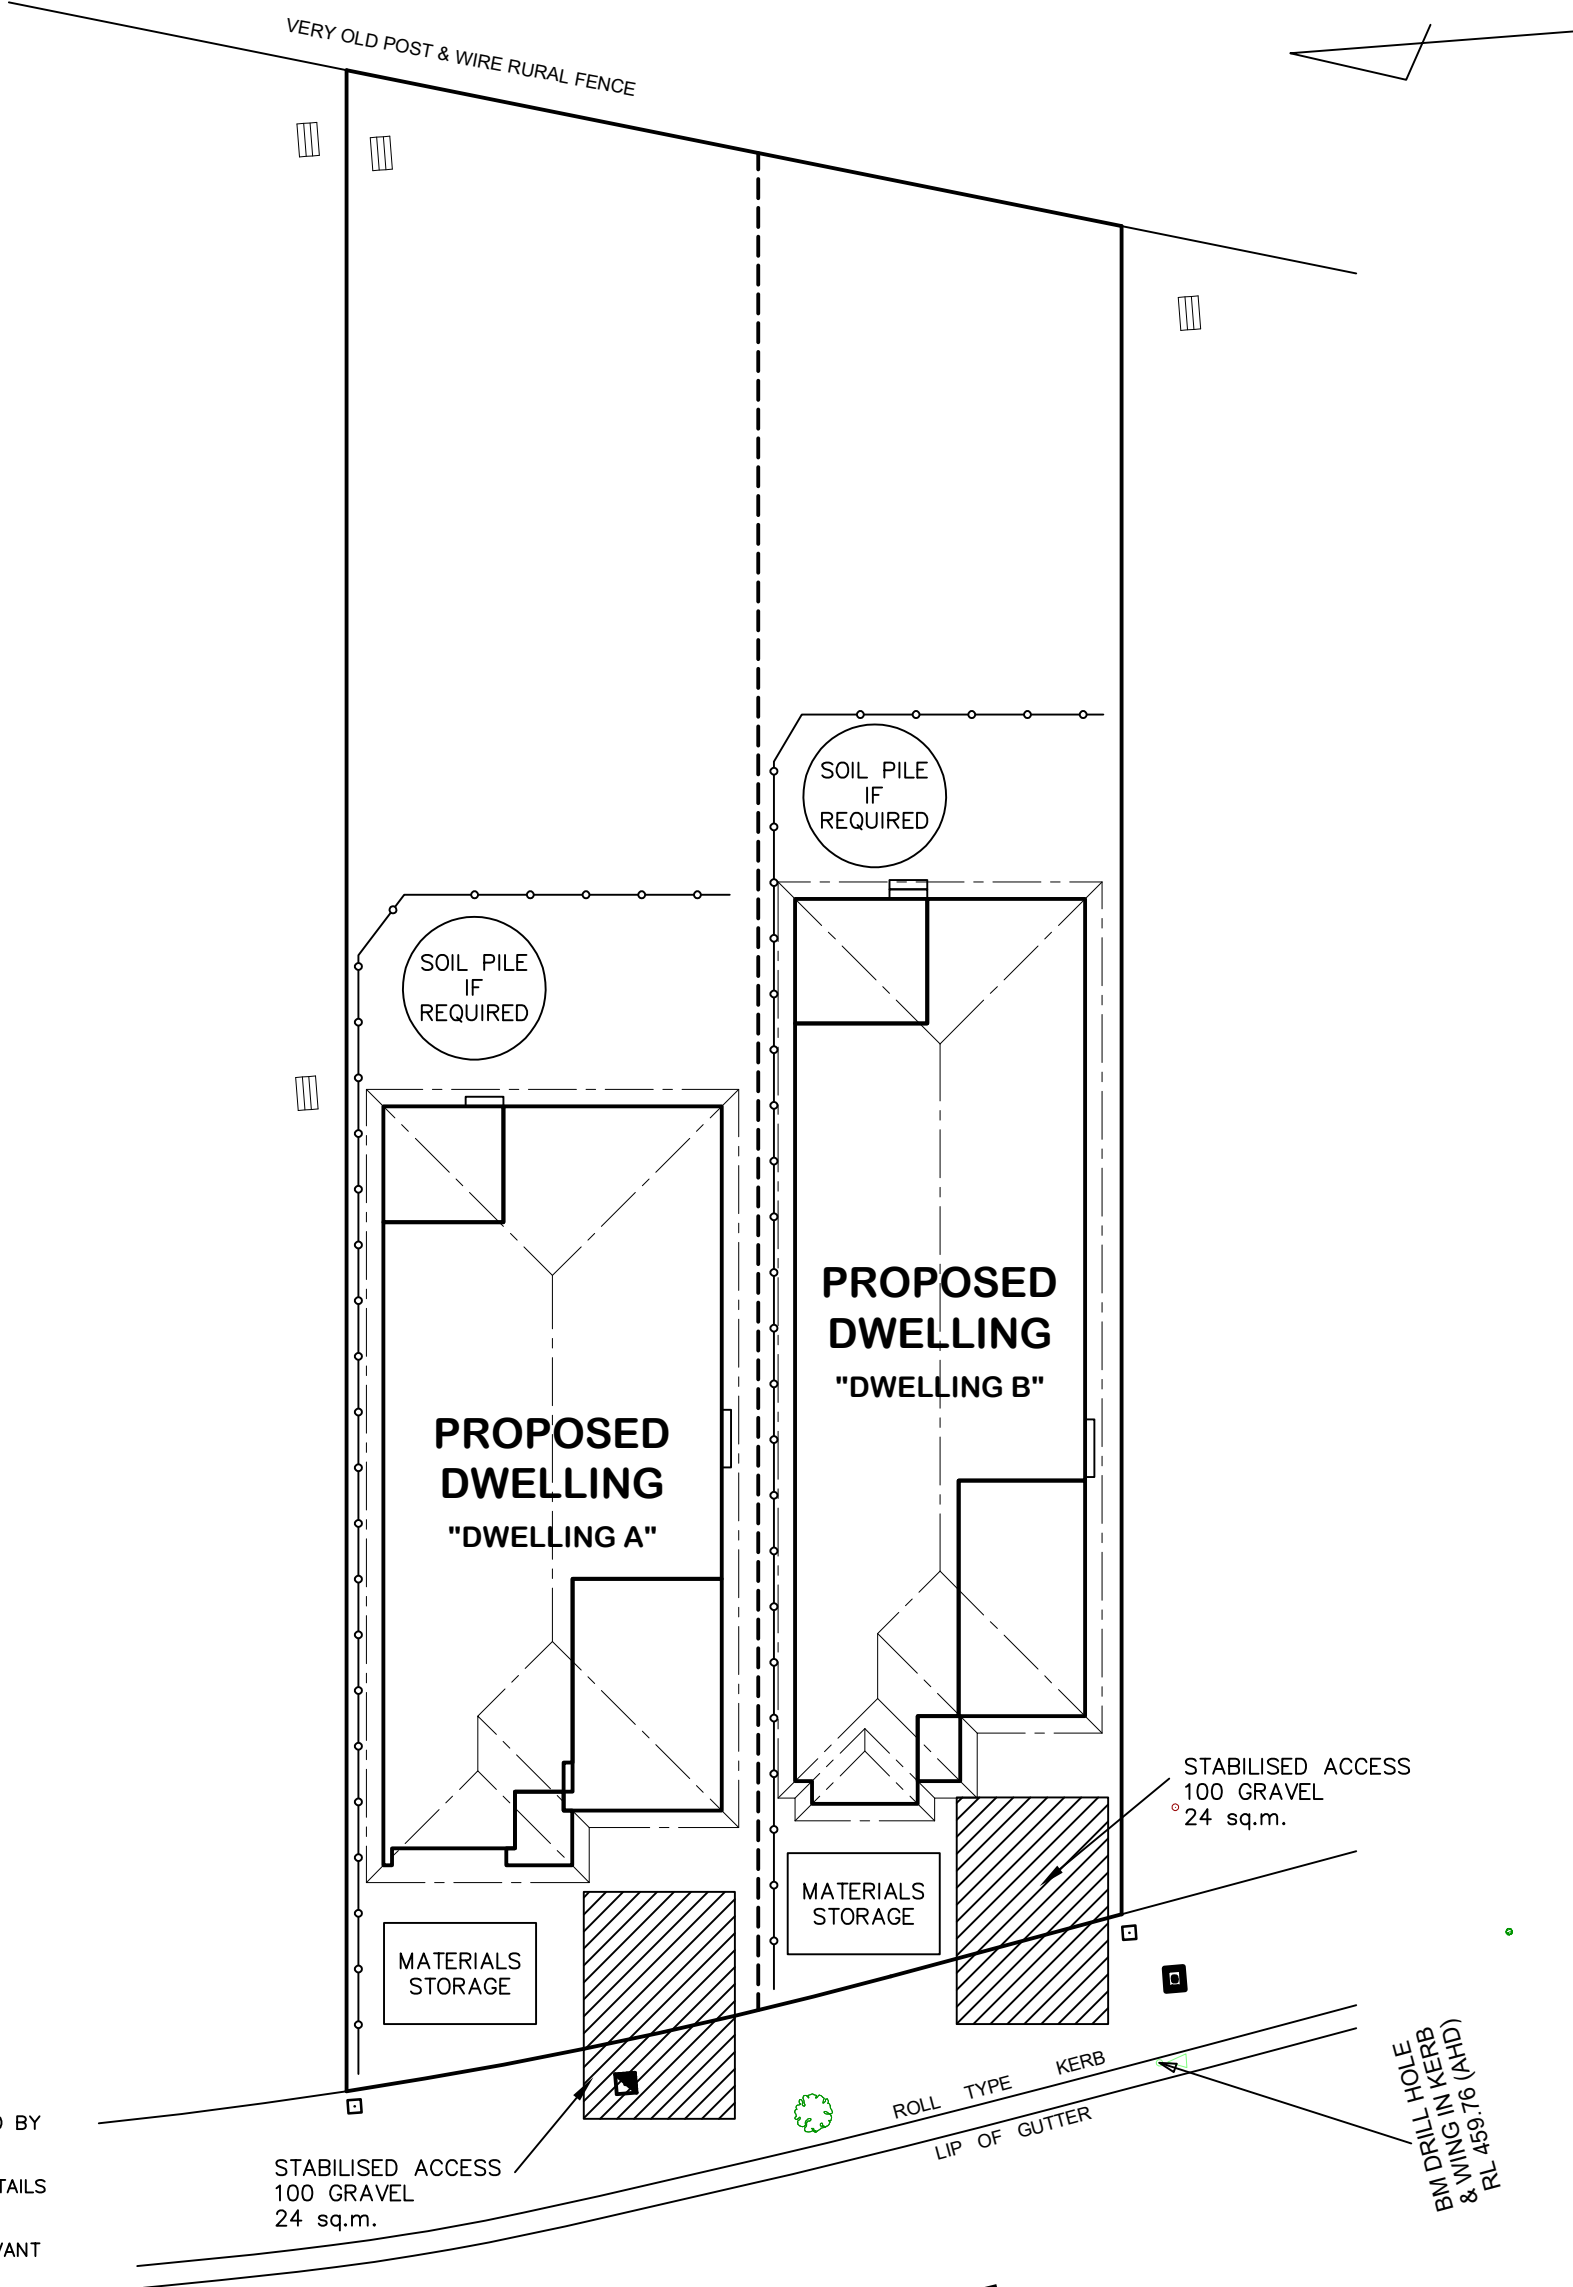 VERY OLD POST & WIRE RURAL FENCE
SOIL PILE
IF
REQUIRED
SOIL PILE
IF
REQUIRED
PROPOSED
DWELLING
"DWELLING B"
PROPOSED
DWELLING
"DWELLING A"
STABILISED ACCESS
100 GRAVEL
24 sq.m.
MATERIALS
STORAGE
MATERIALS
STORAGE
ROLL TYPE KERB
LIP OF GUTTER
BM DRILL HOLE
& WING IN KERB
RL 459.76 (AHD)
BY
STABILISED ACCESS
100 GRAVEL
24 sq.m.